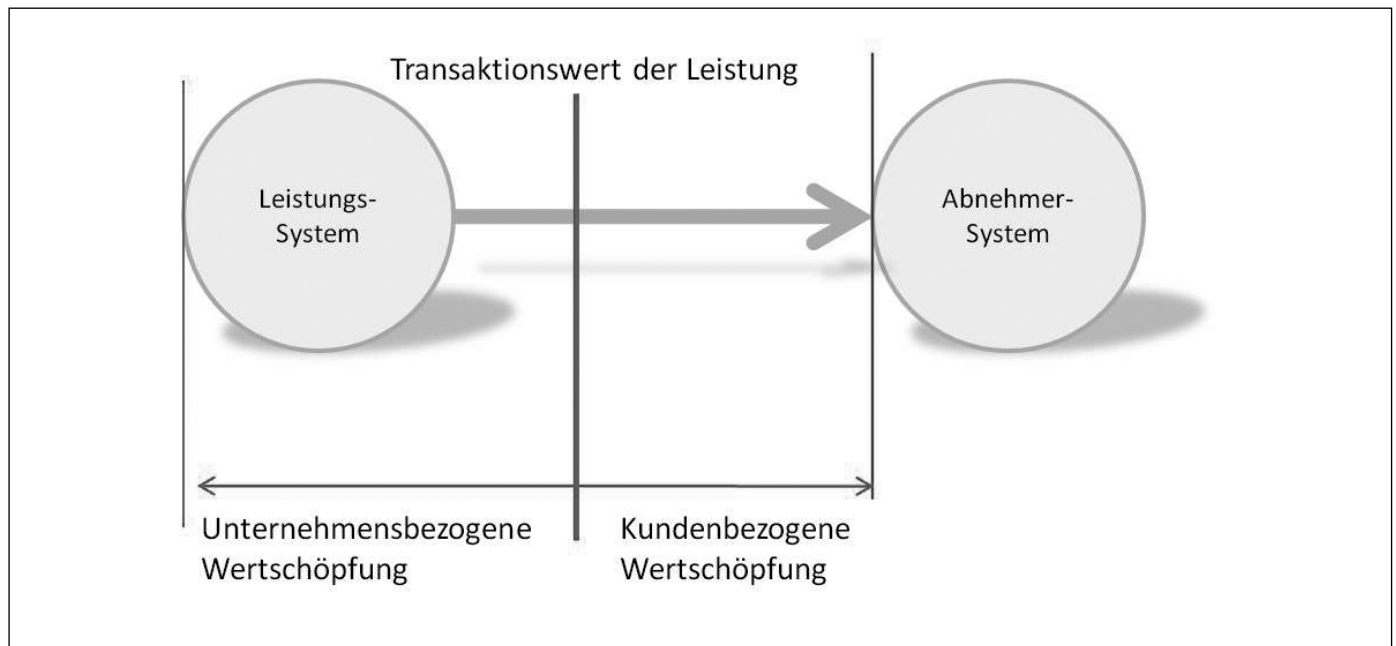 Transaktionswert der Leistung
Leistungs-
System
Abnehmer-
System
Unternehmensbezogene
Wertschöpfung
Kundenbezogene
Wertschöpfung